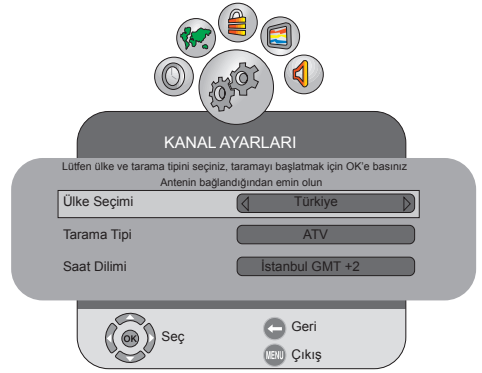 KANAL AYARLARI
Lütfen ülke ve tarama tipini seçiniz, taramayı başlatmak için OK'e basınız
Antenin bağlandığından emin olun
Ülke Seçimi Türkiye
Tarama Tipi ATV
Saat Dilimi İstanbul GMT +2
OK Seç Geri
MENU Çıkış